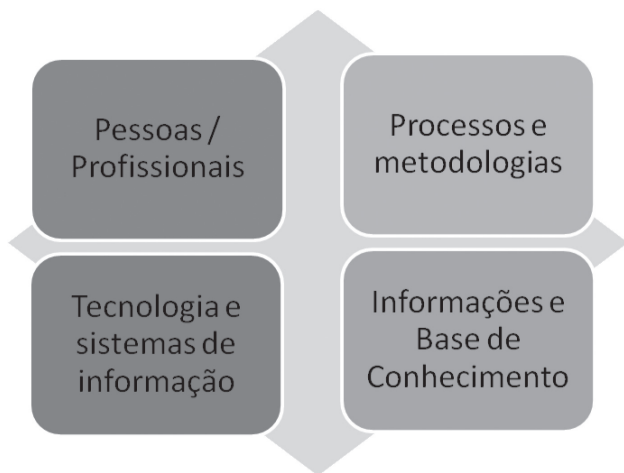 Pessoas /
Profissionais
Processos e
metodologias
Tecnologia e
sistemas de
informação
Informações e
Base de
Conhecimento